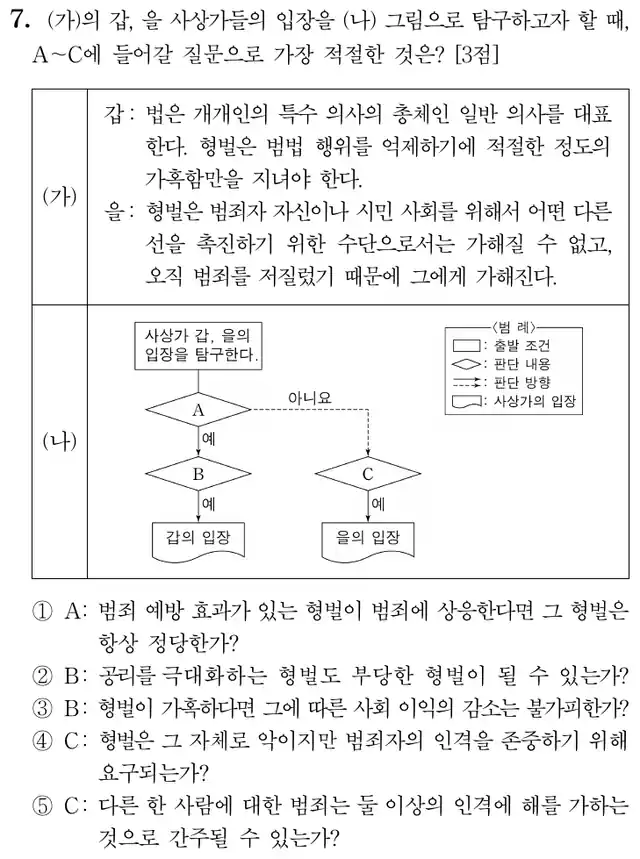 7. (가)의 갑, 을 사상가들의 입장을 (나) 그림으로 탐구하고자 할 때,
A~C에 들어갈 질문으로 가장 적절한 것은? [3점]
(가)
갑: 법은 개개인의 특수 의사의 총체인 일반 의사를 대표
한다. 형벌은 범법 행위를 억제하기에 적절한 정도의
가혹함만을 지녀야 한다.
을: 형벌은 범죄자 자신이나 시민 사회를 위해서 어떤 다른
선을 촉진하기 위한 수단으로서는 가해질 수 없고,
오직 범죄를 저질렀기 때문에 그에게 가해진다.
(나)
사상가 갑, 을의
입장을 탐구한다.
A
아니요
예
B
C
예
예
갑의 입장
을의 입장
<범 례>
: 출발 조건
: 판단 내용
: 판단 방향
: 사상가의 입장
① A: 범죄 예방 효과가 있는 형벌이 범죄에 상응한다면 그 형벌은
항상 정당한가?
② B: 공리를 극대화하는 형벌도 부당한 형벌이 될 수 있는가?
③ B: 형벌이 가혹하다면 그에 따른 사회 이익의 감소는 불가피한가?
④ C: 형벌은 그 자체로 악이지만 범죄자의 인격을 존중하기 위해
요구되는가?
⑤ C: 다른 한 사람에 대한 범죄는 둘 이상의 인격에 해를 가하는
것으로 간주될 수 있는가?